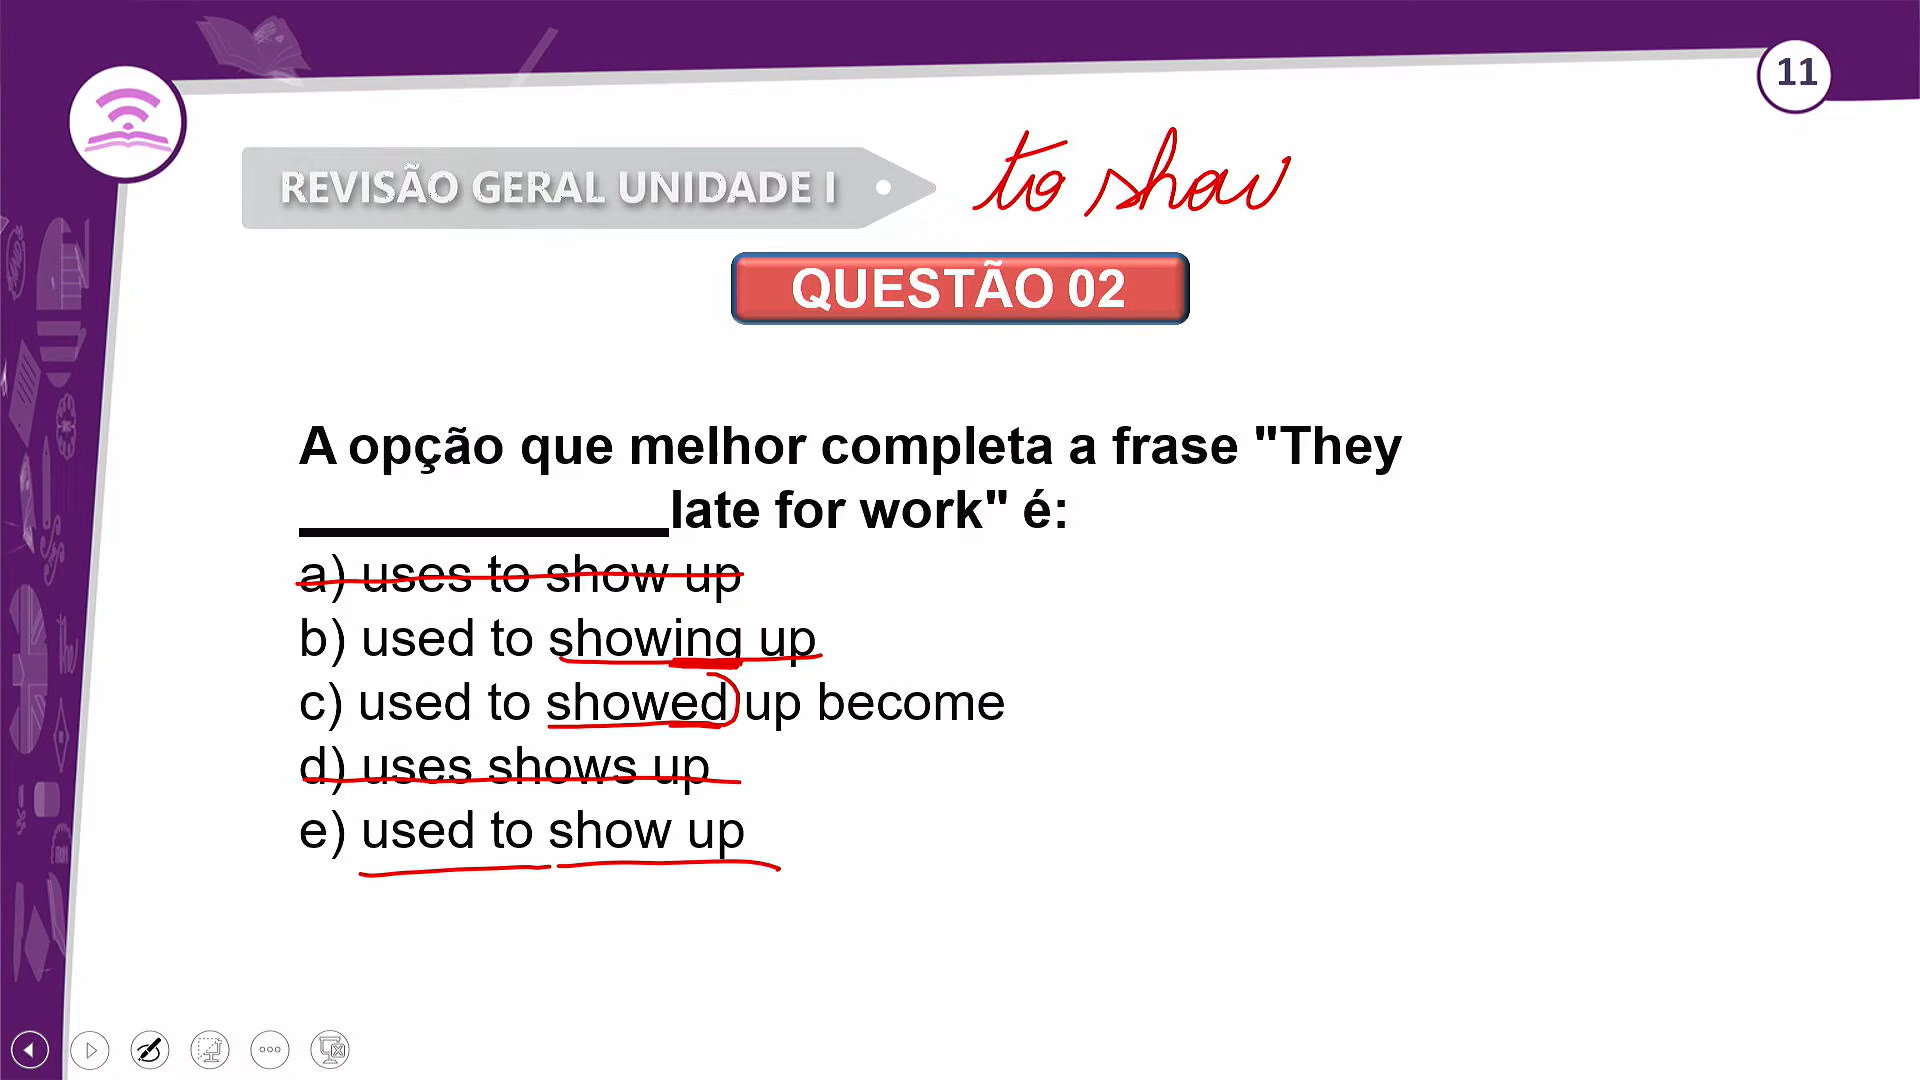 11
REVISÃO GERAL UNIDADE I
to show
QUESTÃO 02
A opção que melhor completa a frase "They
____________late for work" é:
a) uses to show up
b) used to showing up
c) used to showed up become
d) uses shows up
e) used to show up